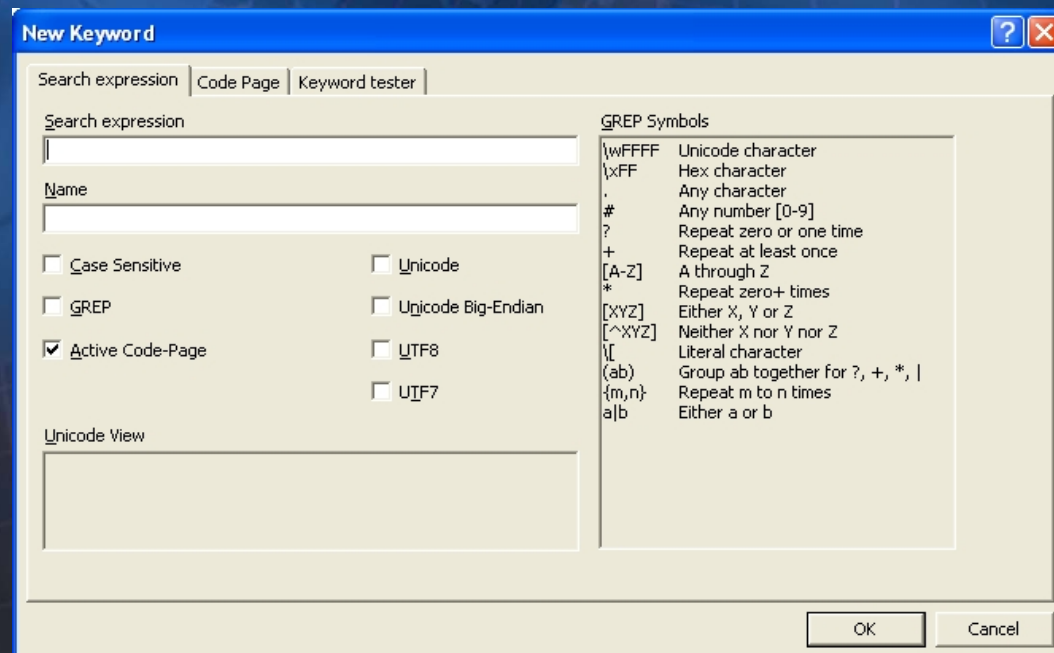 New Keyword
Search expression
Code Page
Keyword tester
Search expression
Name
Case Sensitive
Unicode
GREP
Unicode Big-Endian
Active Code-Page
UTF8
UTF7
Unicode View
GREP Symbols
\wFFFF Unicode character
\xFF Hex character
. Any character
# Any number [0-9]
? Repeat zero or one time
+ Repeat at least once
[A-Z] A through Z
* Repeat zero+ times
[XYZ] Either X, Y or Z
[^XYZ] Neither X nor Y nor Z
\[ Literal character
(ab) Group ab together for ?, +, *, |
{m,n} Repeat m to n times
a|b Either a or b
OK
Cancel